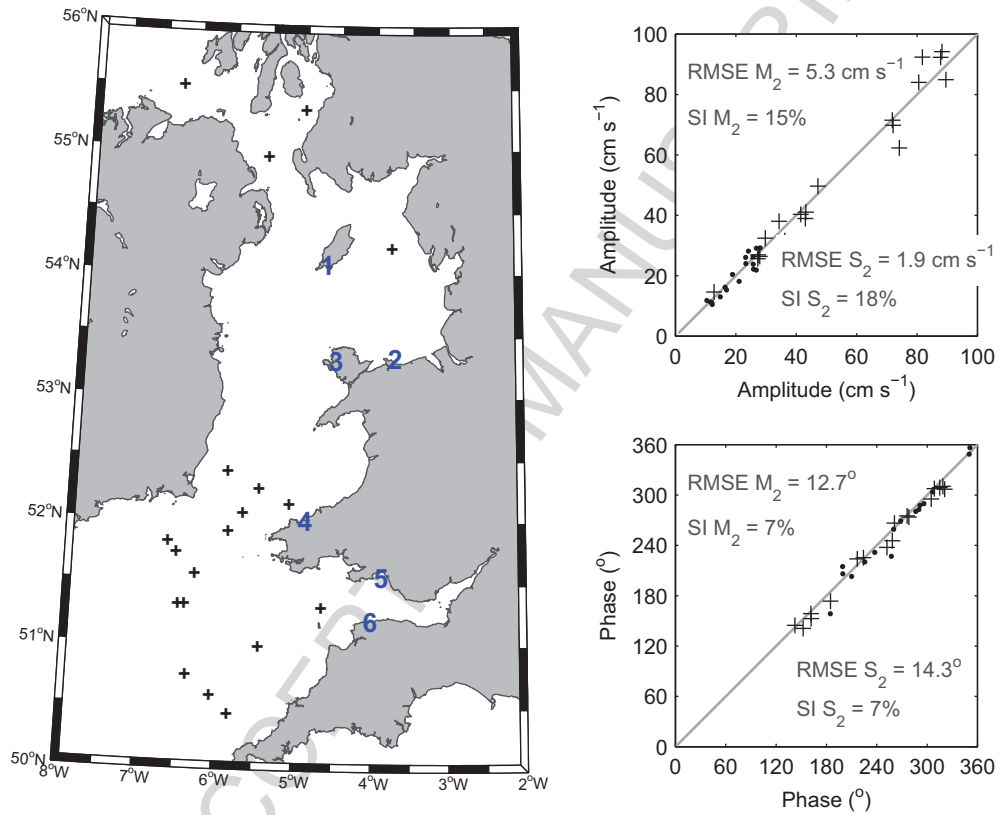 56°N
55°N
54°N
53°N
52°N
51°N
50°N
8°W
7°W
6°W
5°W
4°W
3°W
2°W
1
2
3
4
5
6
100
80
60
40
20
0
Amplitude (cm s⁻¹)
RMSE M₂ = 5.3 cm s⁻¹
SI M₂ = 15%
RMSE S₂ = 1.9 cm s⁻¹
SI S₂ = 18%
0 20 40 60 80 100
Amplitude (cm s⁻¹)
360
300
240
180
120
60
0
Phase (°)
RMSE M₂ = 12.7°
SI M₂ = 7%
RMSE S₂ = 14.3°
SI S₂ = 7%
0 60 120 180 240 300 360
Phase (°)